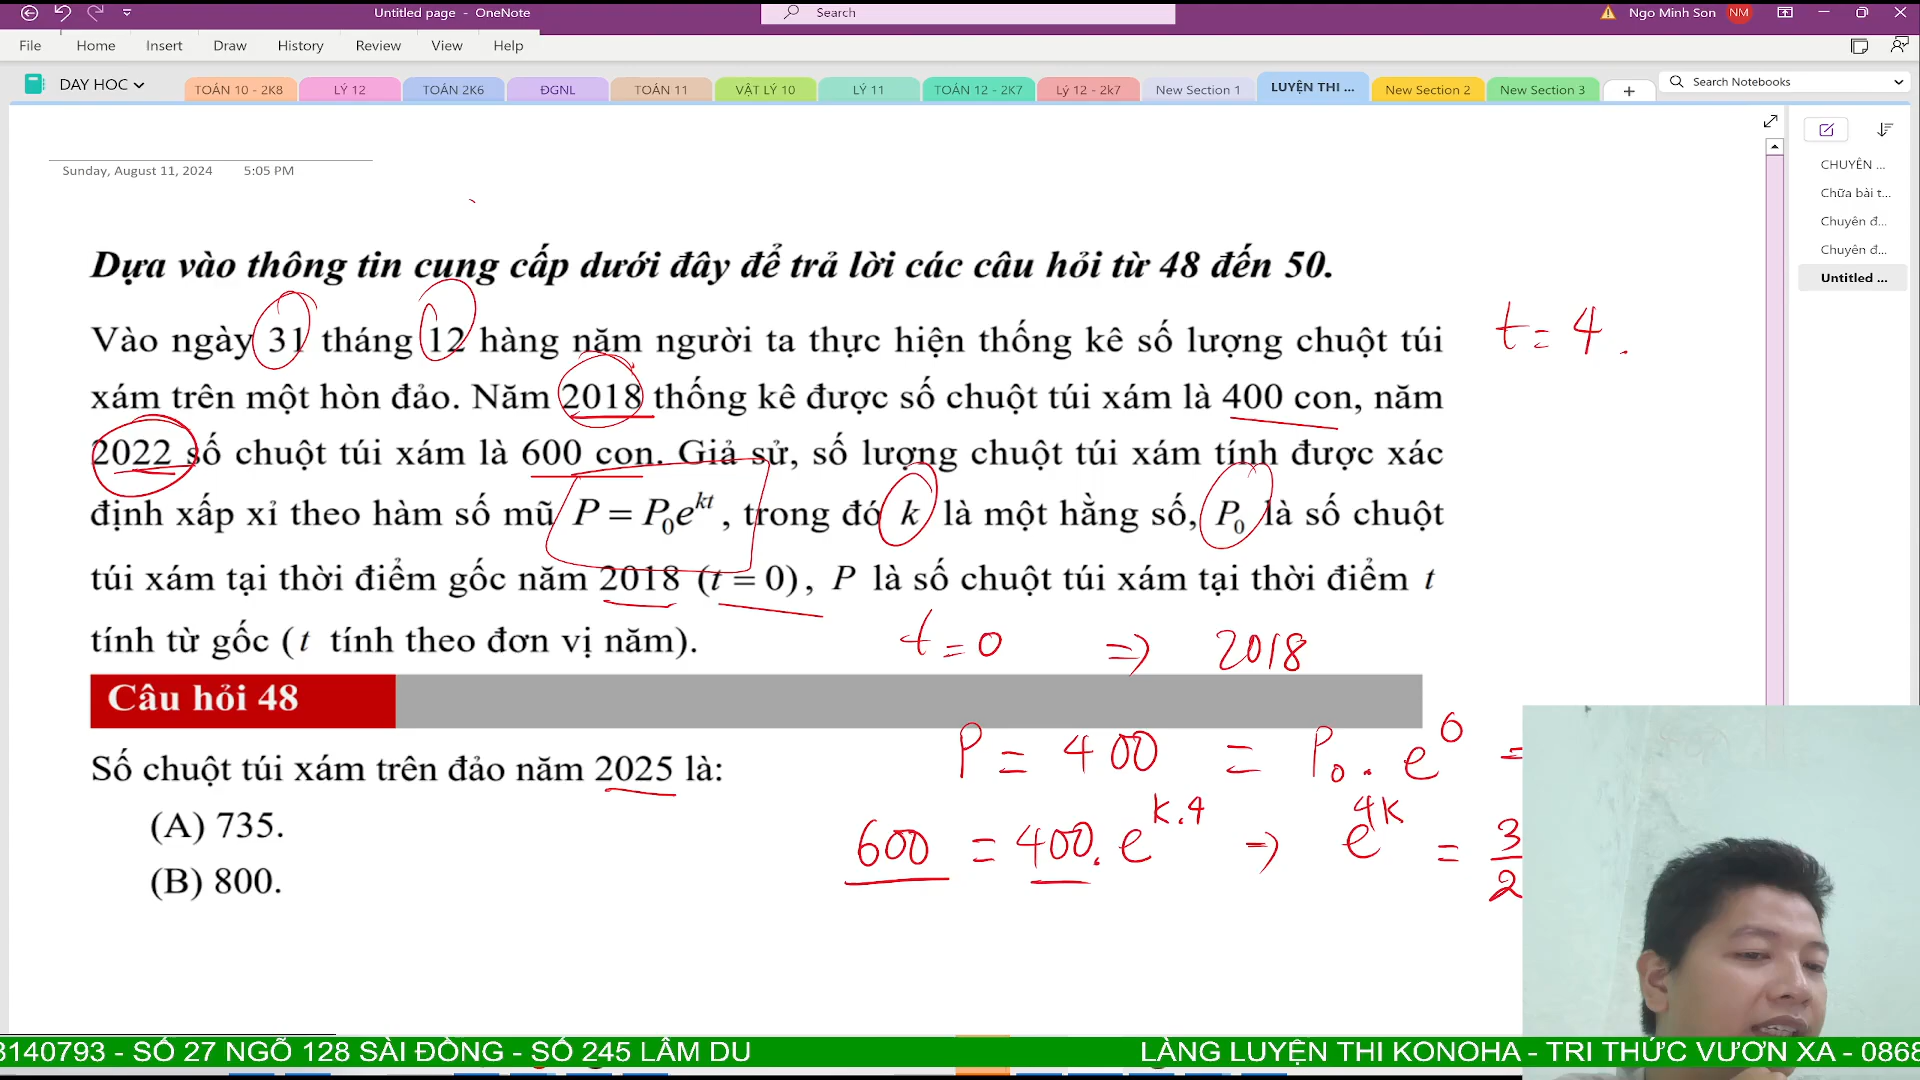 Untitled page - OneNote
Search
Ngo Minh Son
NM
File
Home
Insert
Draw
History
Review
View
Help
DAY HOC
TOÁN 10 - 2K8
LÝ 12
TOÁN 2K6
ĐGNL
TOÁN 11
VẬT LÝ 10
LÝ 11
TOÁN 12 - 2K7
Lý 12 - 2k7
New Section 1
LUYỆN THI ...
New Section 2
New Section 3
+
Search Notebooks
CHUYÊN ...
Chữa bài t...
Chuyên đ...
Chuyên đ...
Untitled ...
Sunday, August 11, 2024
5:05 PM
Dựa vào thông tin cung cấp dưới đây để trả lời các câu hỏi từ 48 đến 50.
Vào ngày 31 tháng 12 hàng năm người ta thực hiện thống kê số lượng chuột túi
t = 4.
xám trên một hòn đảo. Năm 2018 thống kê được số chuột túi xám là 400 con, năm
2022 số chuột túi xám là 600 con. Giả sử, số lượng chuột túi xám tính được xác
định xấp xỉ theo hàm số mũ P = P₀eᵏᵗ, trong đó k là một hằng số, P₀ là số chuột
túi xám tại thời điểm gốc năm 2018 (t = 0), P là số chuột túi xám tại thời điểm t
tính từ gốc (t tính theo đơn vị năm).
t = 0 => 2018
Câu hỏi 48
P = 400 = P₀ . e⁰ =
Số chuột túi xám trên đảo năm 2025 là:
600 = 400. e^k.4 => e^4k = 3/2
(A) 735.
(B) 800.
3140793 - SỐ 27 NGÕ 128 SÀI ĐỒNG - SỐ 245 LÂM DU
LÀNG LUYỆN THI KONOHA - TRI THỨC VƯƠN XA - 0868